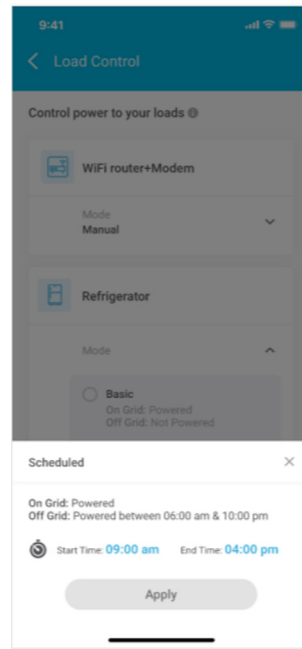 9:41
Load Control
Control power to your loads
WiFi router+Modem
Mode
Manual
Refrigerator
Mode
Basic
On Grid: Powered
Off Grid: Not Powered
Scheduled
On Grid: Powered
Off Grid: Powered between 06:00 am & 10:00 pm
Start Time: 09:00 am End Time: 04:00 pm
Apply